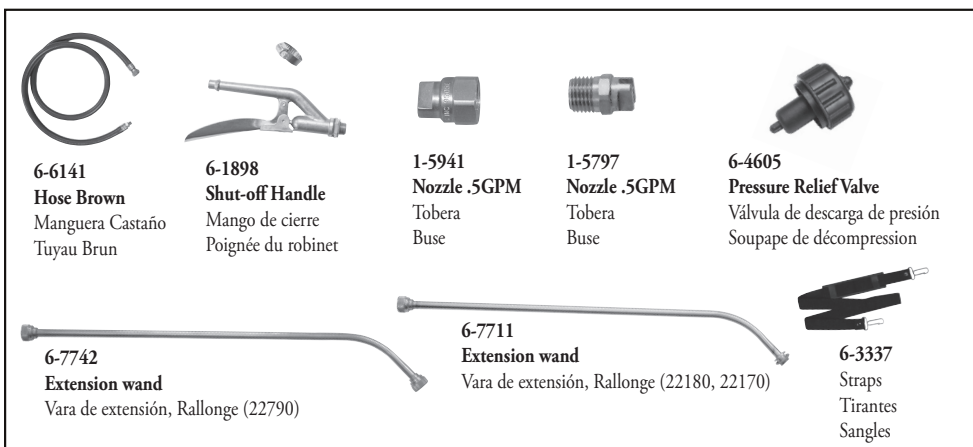 6-6141
Hose Brown
Manguera Castaño
Tuyau Brun
6-1898
Shut-off Handle
Mango de cierre
Poignée du robinet
1-5941
Nozzle .5GPM
Tobera
Buse
1-5797
Nozzle .5GPM
Tobera
Buse
6-4605
Pressure Relief Valve
Válvula de descarga de presión
Soupape de décompression
6-7742
Extension wand
Vara de extensión, Rallonge (22790)
6-7711
Extension wand
Vara de extensión, Rallonge (22180, 22170)
6-3337
Straps
Tirantes
Sangles